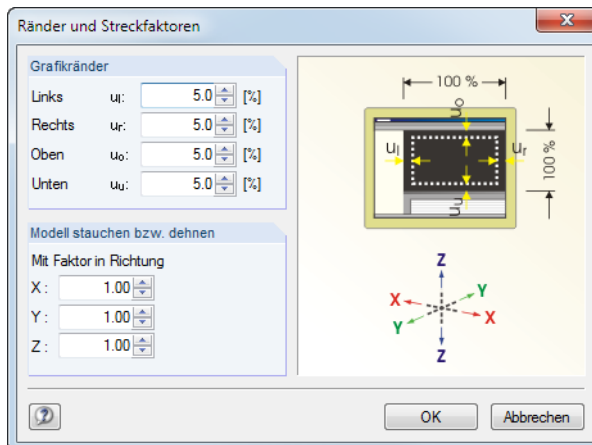 Ränder und Streckfaktoren
Grafikränder
Links ul: 5.0 [%]
Rechts ur: 5.0 [%]
Oben uo: 5.0 [%]
Unten uu: 5.0 [%]
Modell stauchen bzw. dehnen
Mit Faktor in Richtung
X : 1.00
Y : 1.00
Z : 1.00
100 %
uo
ul
ur
100 %
uu
Z
X Y
Y X
Z
?
OK Abbrechen